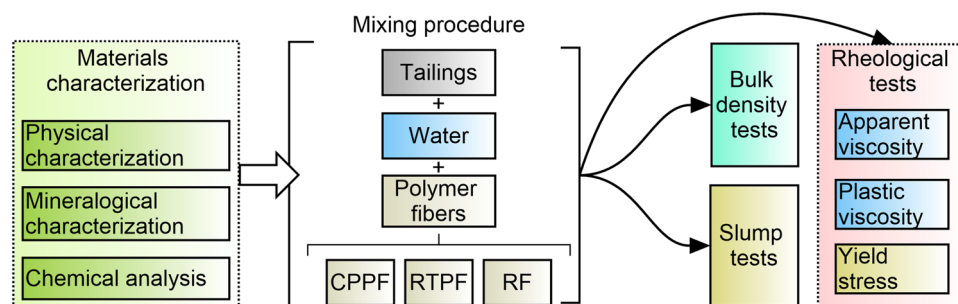 Materials
characterization
Physical
characterization
Mineralogical
characterization
Chemical analysis
Mixing procedure
Tailings
+
Water
+
Polymer
fibers
CPPF
RTPF
RF
Bulk
density
tests
Slump
tests
Rheological
tests
Apparent
viscosity
Plastic
viscosity
Yield
stress